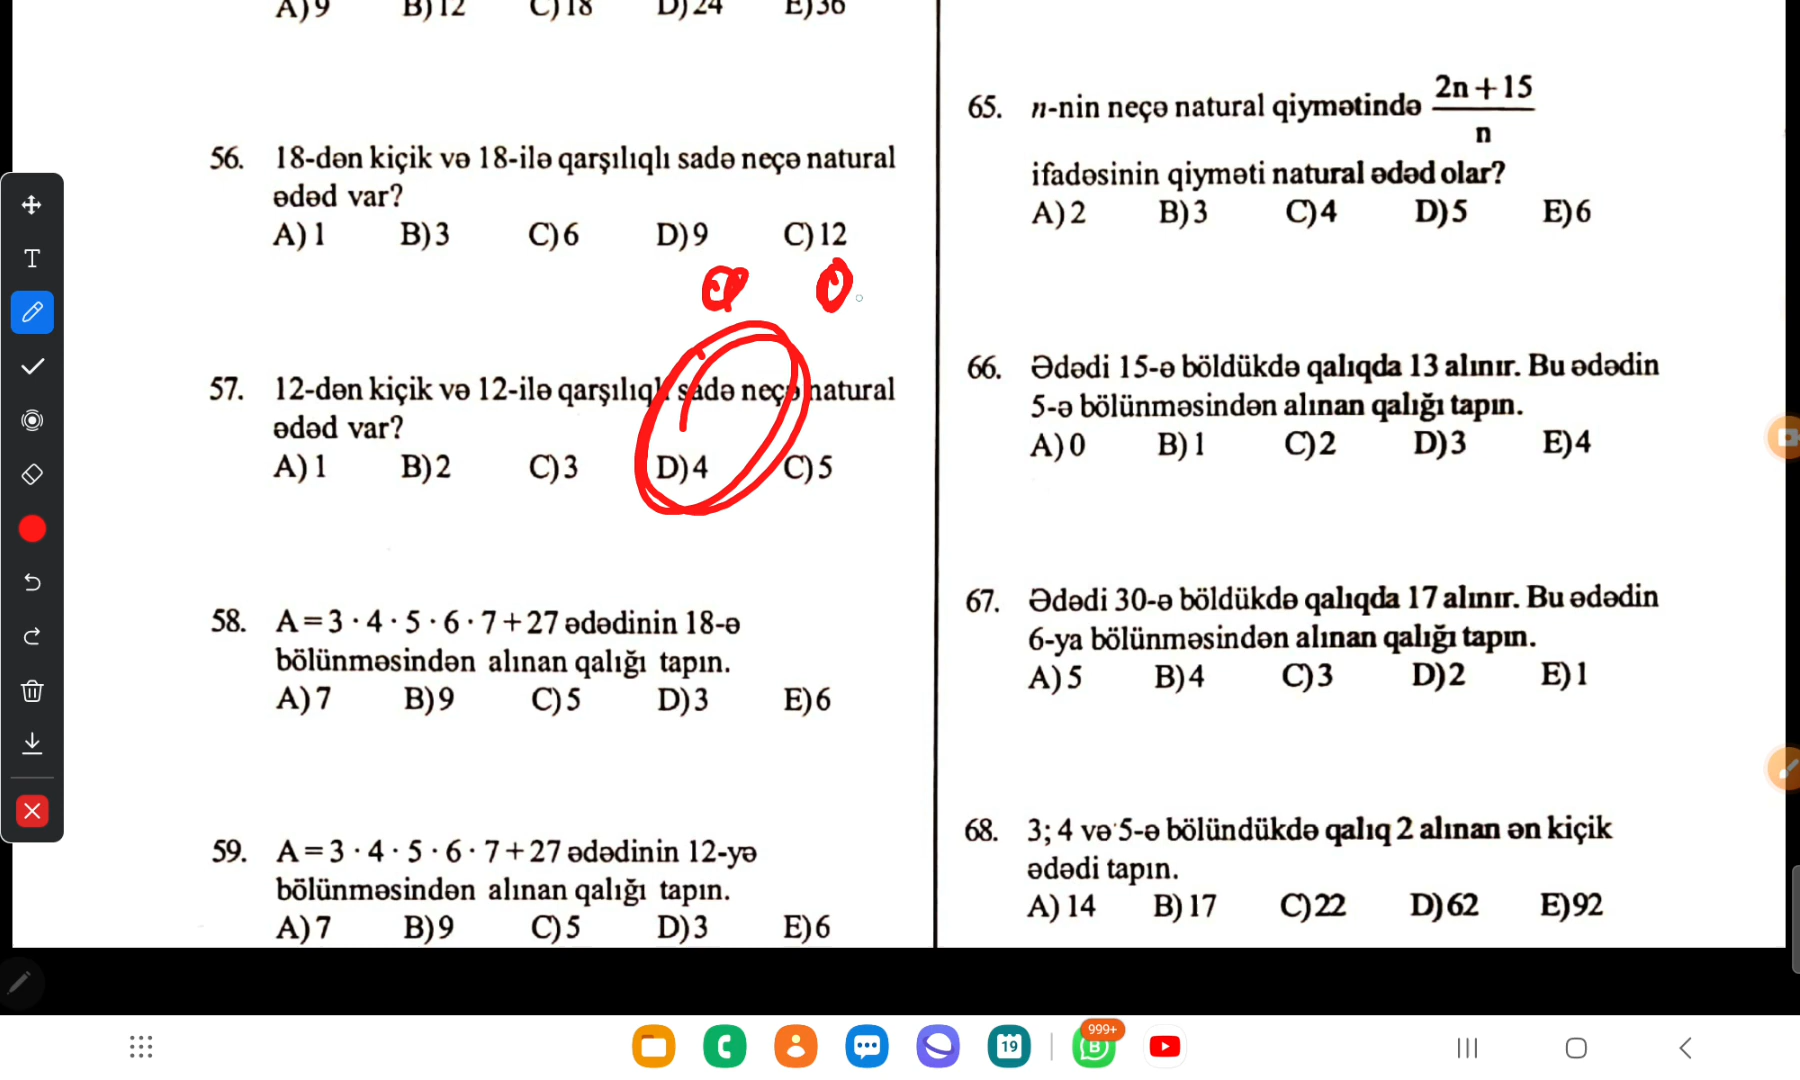 A) 9 B) 12 C) 18 D) 24 E) 36
56. 18-dən kiçik və 18-ilə qarşılıqlı sadə neçə natural
ədəd var?
A) 1 B) 3 C) 6 D) 9 C) 12
57. 12-dən kiçik və 12-ilə qarşılıqlı sadə neçə natural
ədəd var?
A) 1 B) 2 C) 3 D) 4 C) 5
58. A = 3 · 4 · 5 · 6 · 7 + 27 ədədinin 18-ə
bölünməsindən alınan qalığı tapın.
A) 7 B) 9 C) 5 D) 3 E) 6
59. A = 3 · 4 · 5 · 6 · 7 + 27 ədədinin 12-yə
bölünməsindən alınan qalığı tapın.
A) 7 B) 9 C) 5 D) 3 E) 6
65. n-nin neçə natural qiymətində 2n + 15
n
ifadəsinin qiyməti natural ədəd olar?
A) 2 B) 3 C) 4 D) 5 E) 6
66. Ədədi 15-ə böldükdə qalıqda 13 alınır. Bu ədədin
5-ə bölünməsindən alınan qalığı tapın.
A) 0 B) 1 C) 2 D) 3 E) 4
67. Ədədi 30-ə böldükdə qalıqda 17 alınır. Bu ədədin
6-ya bölünməsindən alınan qalığı tapın.
A) 5 B) 4 C) 3 D) 2 E) 1
68. 3; 4 və 5-ə bölündükdə qalıq 2 alınan ən kiçik
ədədi tapın.
A) 14 B) 17 C) 22 D) 62 E) 92
T
19
999+
B